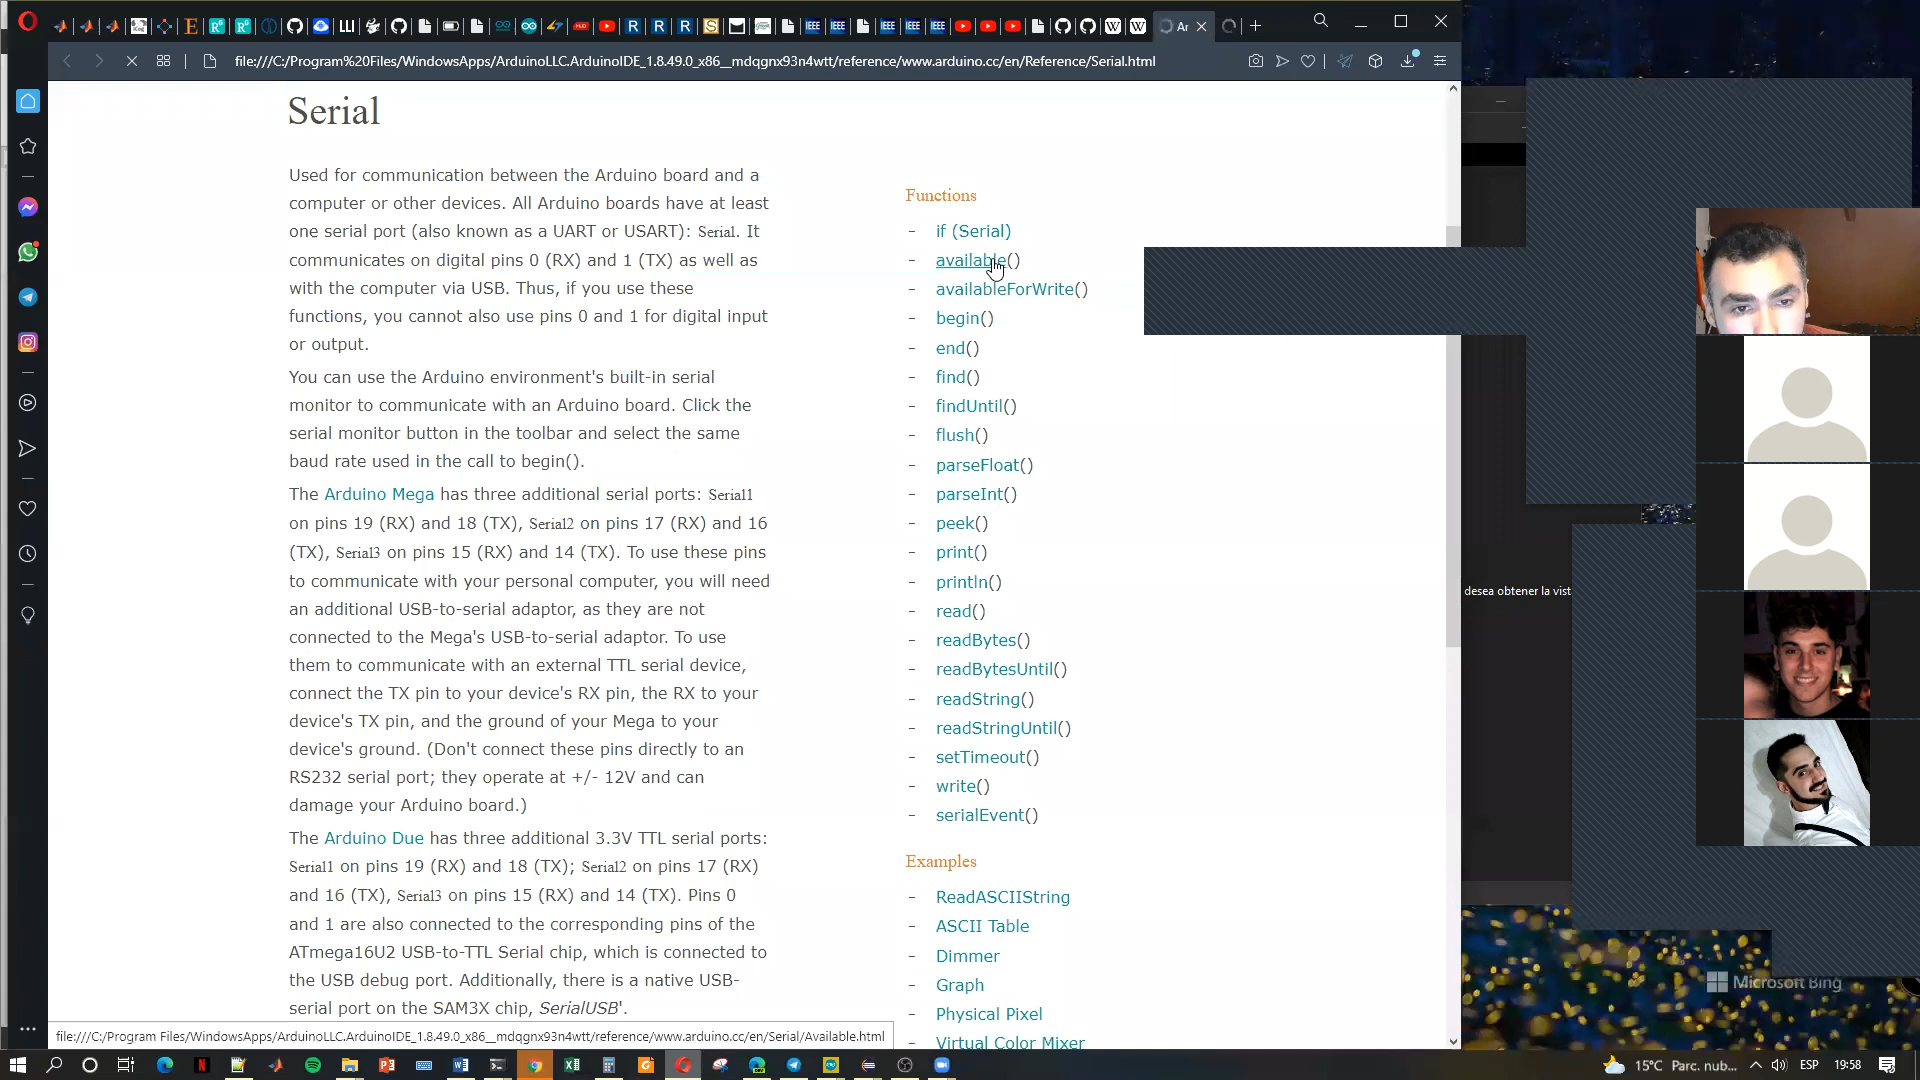 Ar
file:///C:/Program%20Files/WindowsApps/ArduinoLLC.ArduinoIDE_1.8.49.0_x86__mdqgnx93n4wtt/reference/www.arduino.cc/en/Reference/Serial.html
Serial
Used for communication between the Arduino board and a
computer or other devices. All Arduino boards have at least
one serial port (also known as a UART or USART): Serial. It
communicates on digital pins 0 (RX) and 1 (TX) as well as
with the computer via USB. Thus, if you use these
functions, you cannot also use pins 0 and 1 for digital input
or output.
You can use the Arduino environment's built-in serial
monitor to communicate with an Arduino board. Click the
serial monitor button in the toolbar and select the same
baud rate used in the call to begin().
The Arduino Mega has three additional serial ports: Serial1
on pins 19 (RX) and 18 (TX), Serial2 on pins 17 (RX) and 16
(TX), Serial3 on pins 15 (RX) and 14 (TX). To use these pins
to communicate with your personal computer, you will need
an additional USB-to-serial adaptor, as they are not
connected to the Mega's USB-to-serial adaptor. To use
them to communicate with an external TTL serial device,
connect the TX pin to your device's RX pin, the RX to your
device's TX pin, and the ground of your Mega to your
device's ground. (Don't connect these pins directly to an
RS232 serial port; they operate at +/- 12V and can
damage your Arduino board.)
The Arduino Due has three additional 3.3V TTL serial ports:
Serial1 on pins 19 (RX) and 18 (TX); Serial2 on pins 17 (RX)
and 16 (TX), Serial3 on pins 15 (RX) and 14 (TX). Pins 0
and 1 are also connected to the corresponding pins of the
ATmega16U2 USB-to-TTL Serial chip, which is connected to
the USB debug port. Additionally, there is a native USB-
serial port on the SAM3X chip, SerialUSB'.
Functions
- if (Serial)
- available()
- availableForWrite()
- begin()
- end()
- find()
- findUntil()
- flush()
- parseFloat()
- parseInt()
- peek()
- print()
- println()
- read()
- readBytes()
- readBytesUntil()
- readString()
- readStringUntil()
- setTimeout()
- write()
- serialEvent()
Examples
- ReadASCIIString
- ASCII Table
- Dimmer
- Graph
- Physical Pixel
- Virtual Color Mixer
desea obtener la vist
Microsoft Bing
file:///C:/Program Files/WindowsApps/ArduinoLLC.ArduinoIDE_1.8.49.0_x86__mdqgnx93n4wtt/reference/www.arduino.cc/en/Serial/Available.html
15°C Parc. nub... ESP 19:58